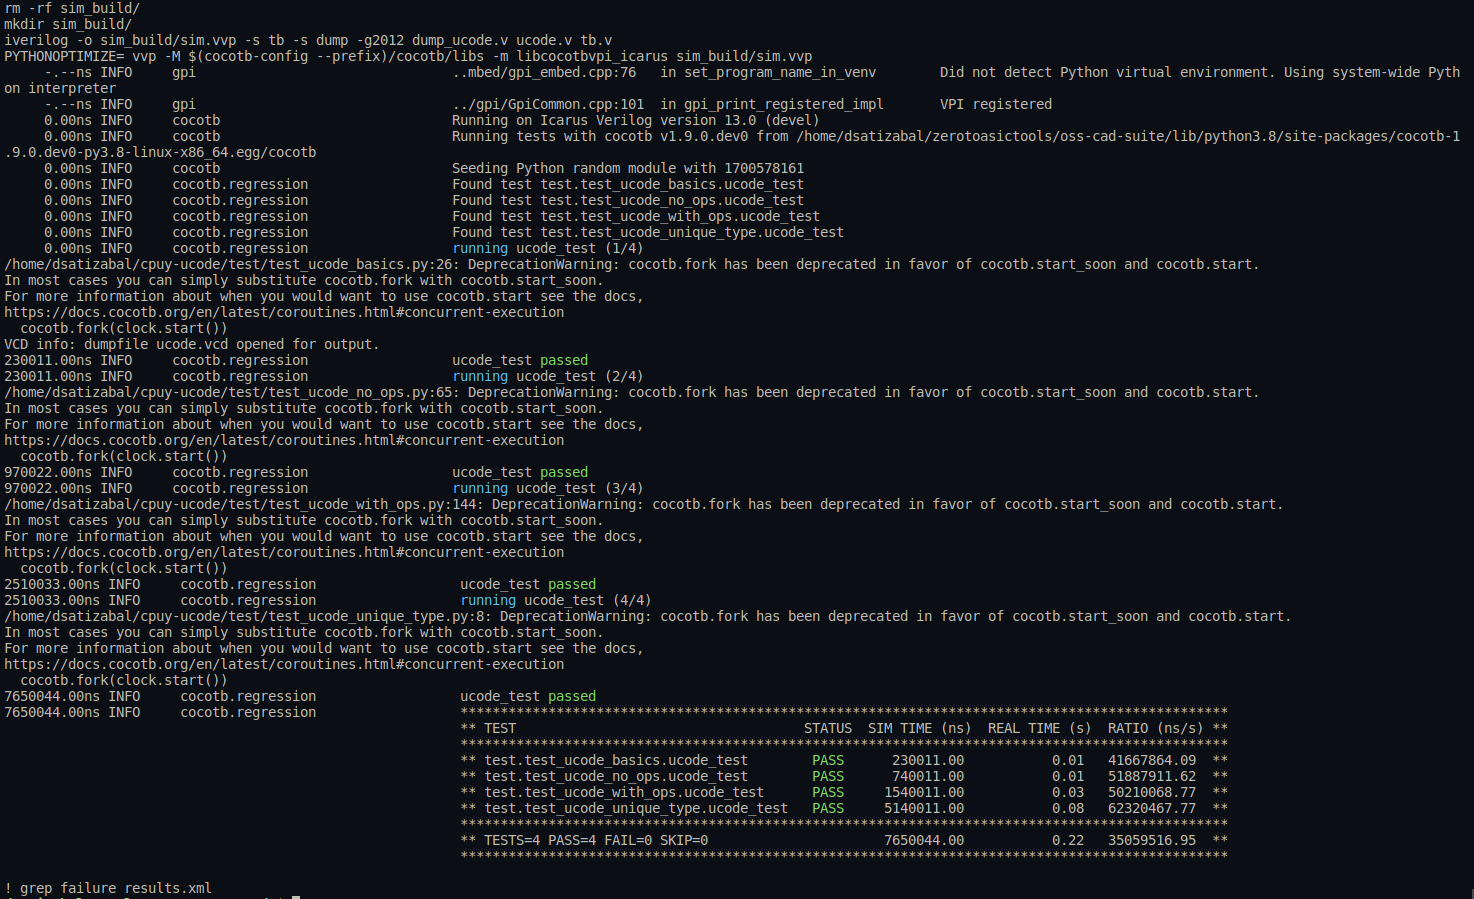 rm -rf sim_build/
mkdir sim_build/
iverilog -o sim_build/sim.vvp -s tb -s dump -g2012 dump_ucode.v ucode.v tb.v
PYTHONOPTIMIZE= vvp -M $(cocotb-config --prefix)/cocotb/libs -m libcocotbvpi_icarus sim_build/sim.vvp
     -.--ns INFO     gpi                                ..mbed/gpi_embed.cpp:76   in set_program_name_in_venv        Did not detect Python virtual environment. Using system-wide Pyth
on interpreter
     -.--ns INFO     gpi                                ../gpi/GpiCommon.cpp:101  in gpi_print_registered_impl       VPI registered
     0.00ns INFO     cocotb                             Running on Icarus Verilog version 13.0 (devel)
     0.00ns INFO     cocotb                             Running tests with cocotb v1.9.0.dev0 from /home/dsatizabal/zerotoasictools/oss-cad-suite/lib/python3.8/site-packages/cocotb-1
.9.0.dev0-py3.8-linux-x86_64.egg/cocotb
     0.00ns INFO     cocotb                             Seeding Python random module with 1700578161
     0.00ns INFO     cocotb.regression                  Found test test.test_ucode_basics.ucode_test
     0.00ns INFO     cocotb.regression                  Found test test.test_ucode_no_ops.ucode_test
     0.00ns INFO     cocotb.regression                  Found test test.test_ucode_with_ops.ucode_test
     0.00ns INFO     cocotb.regression                  Found test test.test_ucode_unique_type.ucode_test
     0.00ns INFO     cocotb.regression                  running ucode_test (1/4)
/home/dsatizabal/cpuy-ucode/test/test_ucode_basics.py:26: DeprecationWarning: cocotb.fork has been deprecated in favor of cocotb.start_soon and cocotb.start.
In most cases you can simply substitute cocotb.fork with cocotb.start_soon.
For more information about when you would want to use cocotb.start see the docs,
https://docs.cocotb.org/en/latest/coroutines.html#concurrent-execution
  cocotb.fork(clock.start())
VCD info: dumpfile ucode.vcd opened for output.
230011.00ns INFO     cocotb.regression                  ucode_test passed
230011.00ns INFO     cocotb.regression                  running ucode_test (2/4)
/home/dsatizabal/cpuy-ucode/test/test_ucode_no_ops.py:65: DeprecationWarning: cocotb.fork has been deprecated in favor of cocotb.start_soon and cocotb.start.
In most cases you can simply substitute cocotb.fork with cocotb.start_soon.
For more information about when you would want to use cocotb.start see the docs,
https://docs.cocotb.org/en/latest/coroutines.html#concurrent-execution
  cocotb.fork(clock.start())
970022.00ns INFO     cocotb.regression                  ucode_test passed
970022.00ns INFO     cocotb.regression                  running ucode_test (3/4)
/home/dsatizabal/cpuy-ucode/test/test_ucode_with_ops.py:144: DeprecationWarning: cocotb.fork has been deprecated in favor of cocotb.start_soon and cocotb.start.
In most cases you can simply substitute cocotb.fork with cocotb.start_soon.
For more information about when you would want to use cocotb.start see the docs,
https://docs.cocotb.org/en/latest/coroutines.html#concurrent-execution
  cocotb.fork(clock.start())
2510033.00ns INFO     cocotb.regression                  ucode_test passed
2510033.00ns INFO     cocotb.regression                  running ucode_test (4/4)
/home/dsatizabal/cpuy-ucode/test/test_ucode_unique_type.py:8: DeprecationWarning: cocotb.fork has been deprecated in favor of cocotb.start_soon and cocotb.start.
In most cases you can simply substitute cocotb.fork with cocotb.start_soon.
For more information about when you would want to use cocotb.start see the docs,
https://docs.cocotb.org/en/latest/coroutines.html#concurrent-execution
  cocotb.fork(clock.start())
7650044.00ns INFO     cocotb.regression                  ucode_test passed
7650044.00ns INFO     cocotb.regression                  ************************************************************************************************
                                                         ** TEST                                    STATUS  SIM TIME (ns)  REAL TIME (s)  RATIO (ns/s) **
                                                         ************************************************************************************************
                                                         ** test.test_ucode_basics.ucode_test        PASS      230011.00           0.01   41667864.09  **
                                                         ** test.test_ucode_no_ops.ucode_test        PASS      740011.00           0.01   51887911.62  **
                                                         ** test.test_ucode_with_ops.ucode_test      PASS     1540011.00           0.03   50210068.77  **
                                                         ** test.test_ucode_unique_type.ucode_test   PASS     5140011.00           0.08   62320467.77  **
                                                         ************************************************************************************************
                                                         ** TESTS=4 PASS=4 FAIL=0 SKIP=0                      7650044.00           0.22   35059516.95  **
                                                         ************************************************************************************************
! grep failure results.xml